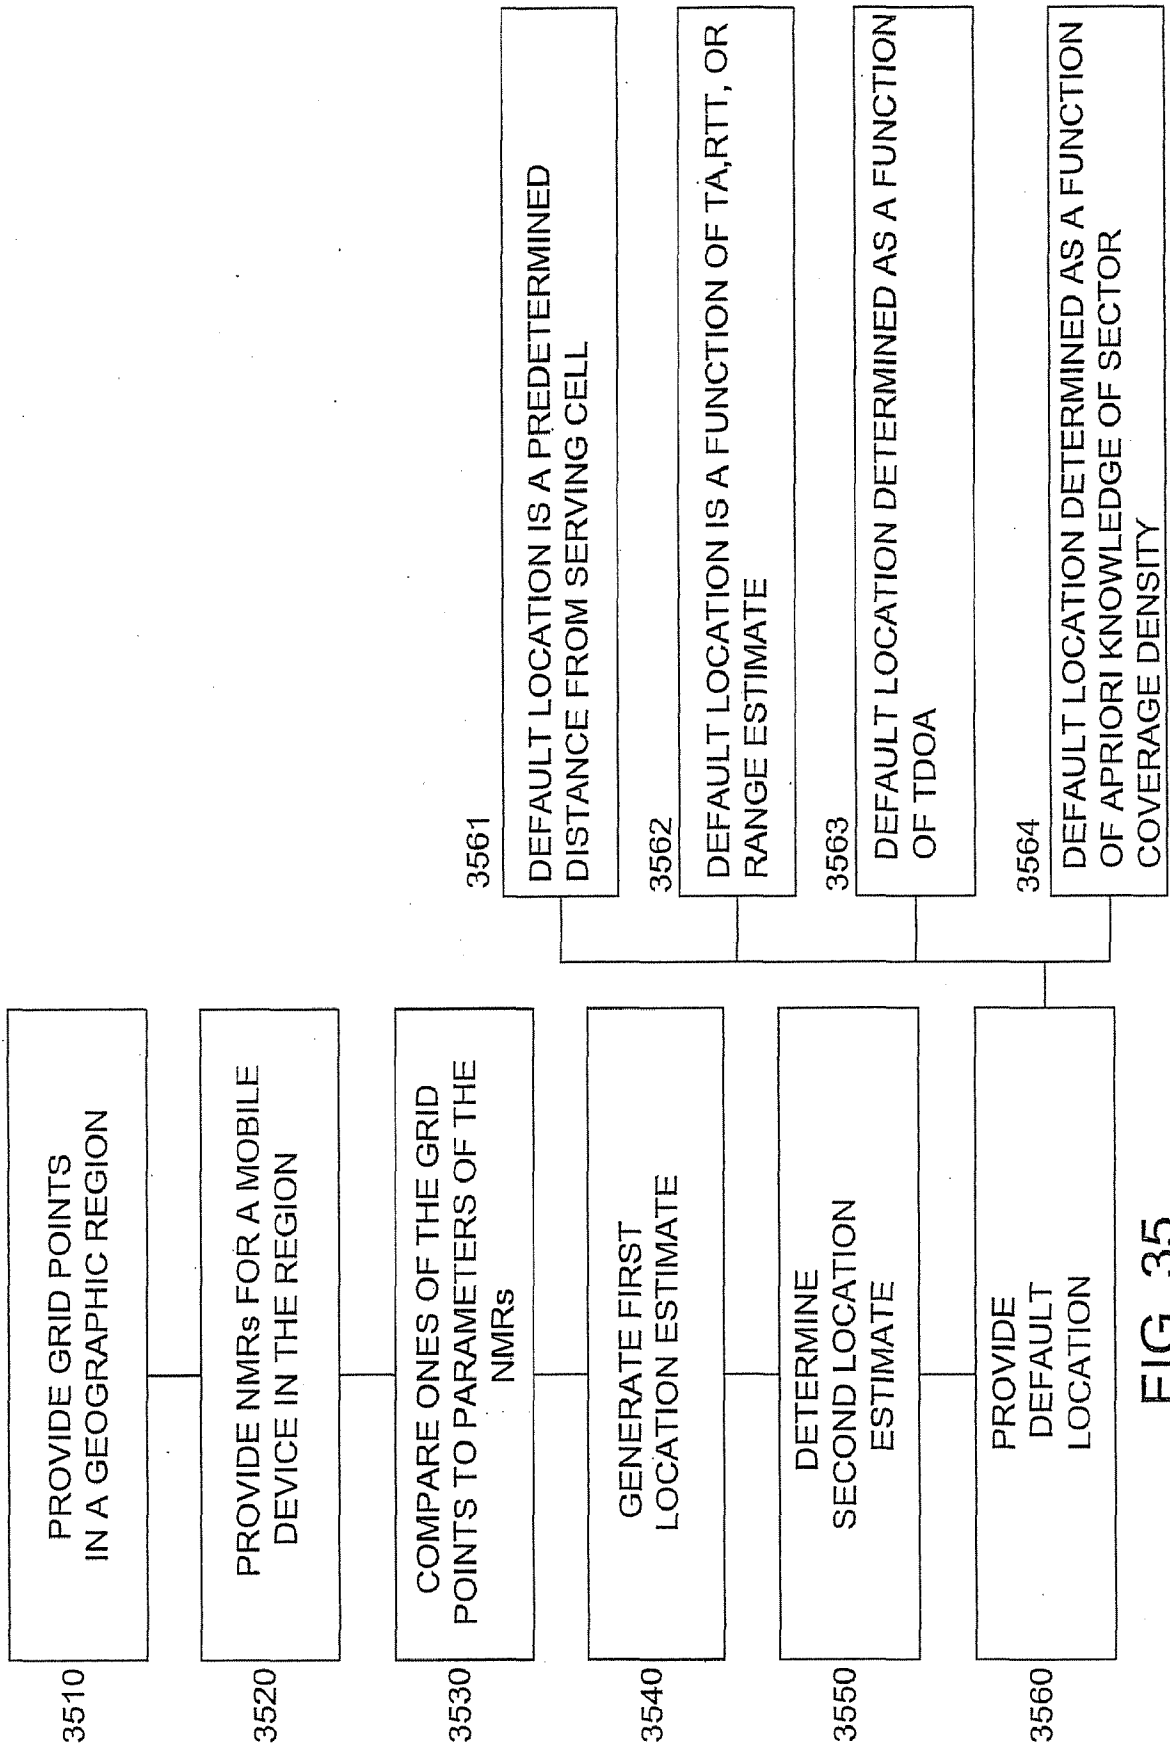 3510
PROVIDE GRID POINTS
IN A GEOGRAPHIC REGION
3520
PROVIDE NMRs FOR A MOBILE
DEVICE IN THE REGION
3530
COMPARE ONES OF THE GRID
POINTS TO PARAMETERS OF THE
NMRs
3540
GENERATE FIRST
LOCATION ESTIMATE
3550
DETERMINE
SECOND LOCATION
ESTIMATE
3560
PROVIDE
DEFAULT
LOCATION
3561
DEFAULT LOCATION IS A PREDETERMINED
DISTANCE FROM SERVING CELL
3562
DEFAULT LOCATION IS A FUNCTION OF TA,RTT, OR
RANGE ESTIMATE
3563
DEFAULT LOCATION DETERMINED AS A FUNCTION
OF TDOA
3564
DEFAULT LOCATION DETERMINED AS A FUNCTION
OF APRIORI KNOWLEDGE OF SECTOR
COVERAGE DENSITY
FIG. 35